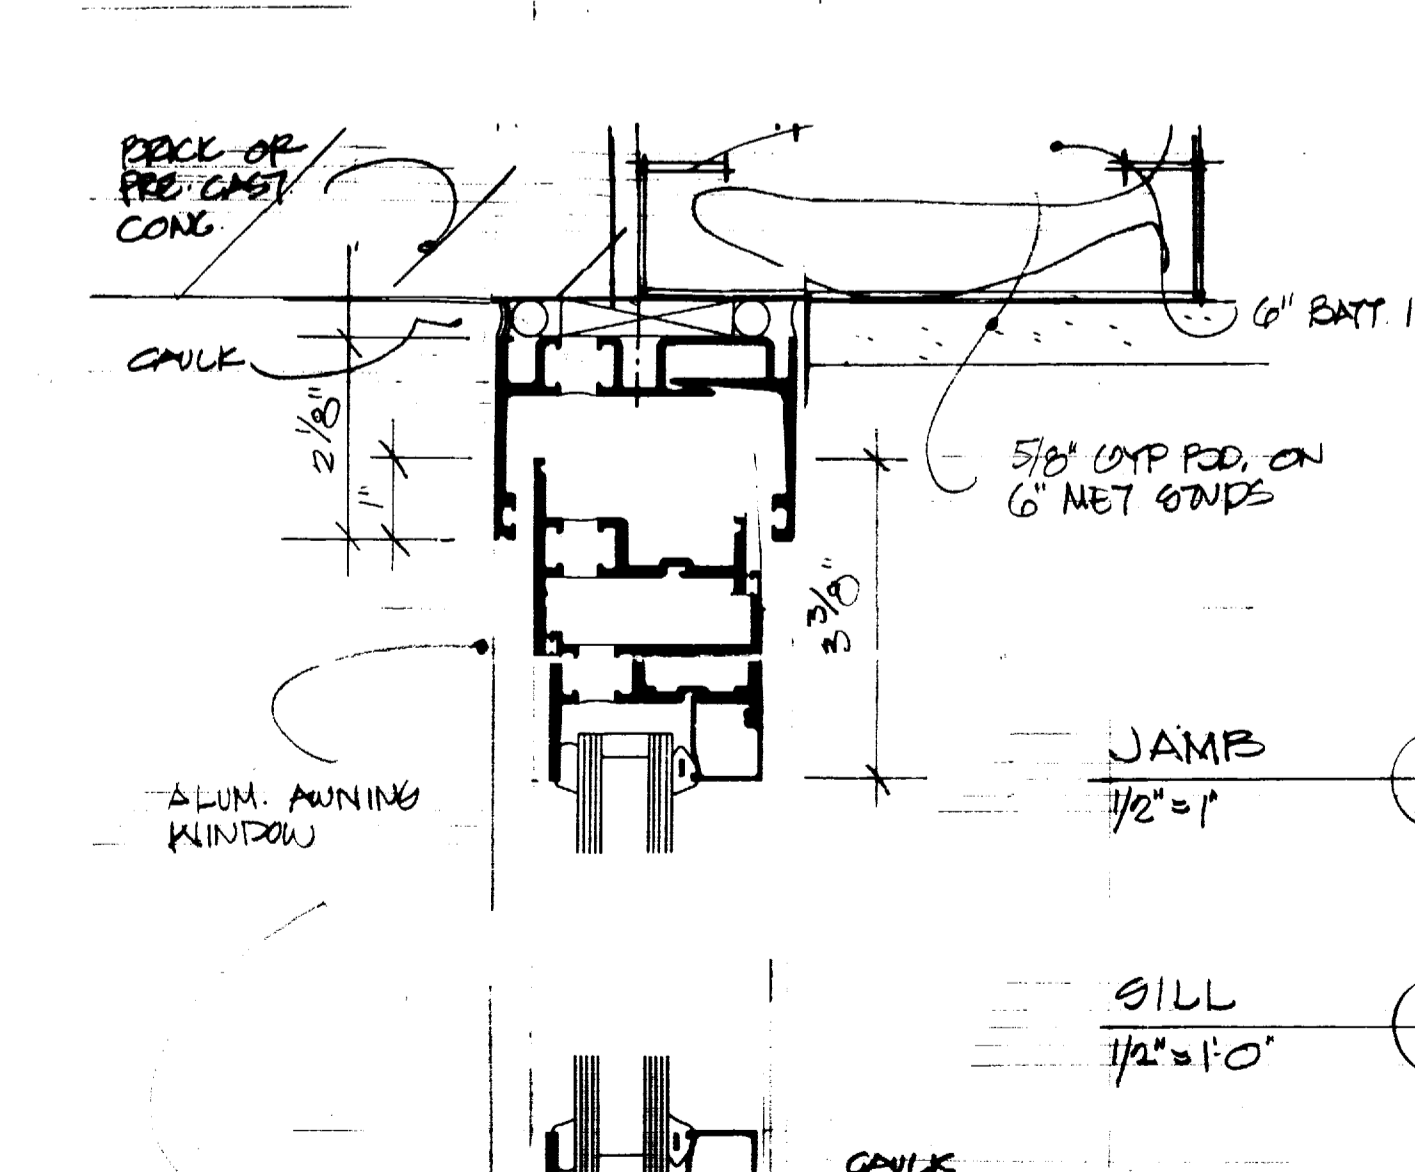 BRICK OR
PRE-CAST
CONC.
CAULK
2 1/8"
1"
6" BATT. I
5/8" GYP BD. ON
6" MET STUDS
3 3/8"
ALUM. AWNING
WINDOW
JAMB
1/2" = 1"
SILL
1/2" = 1'-0"
CAULK